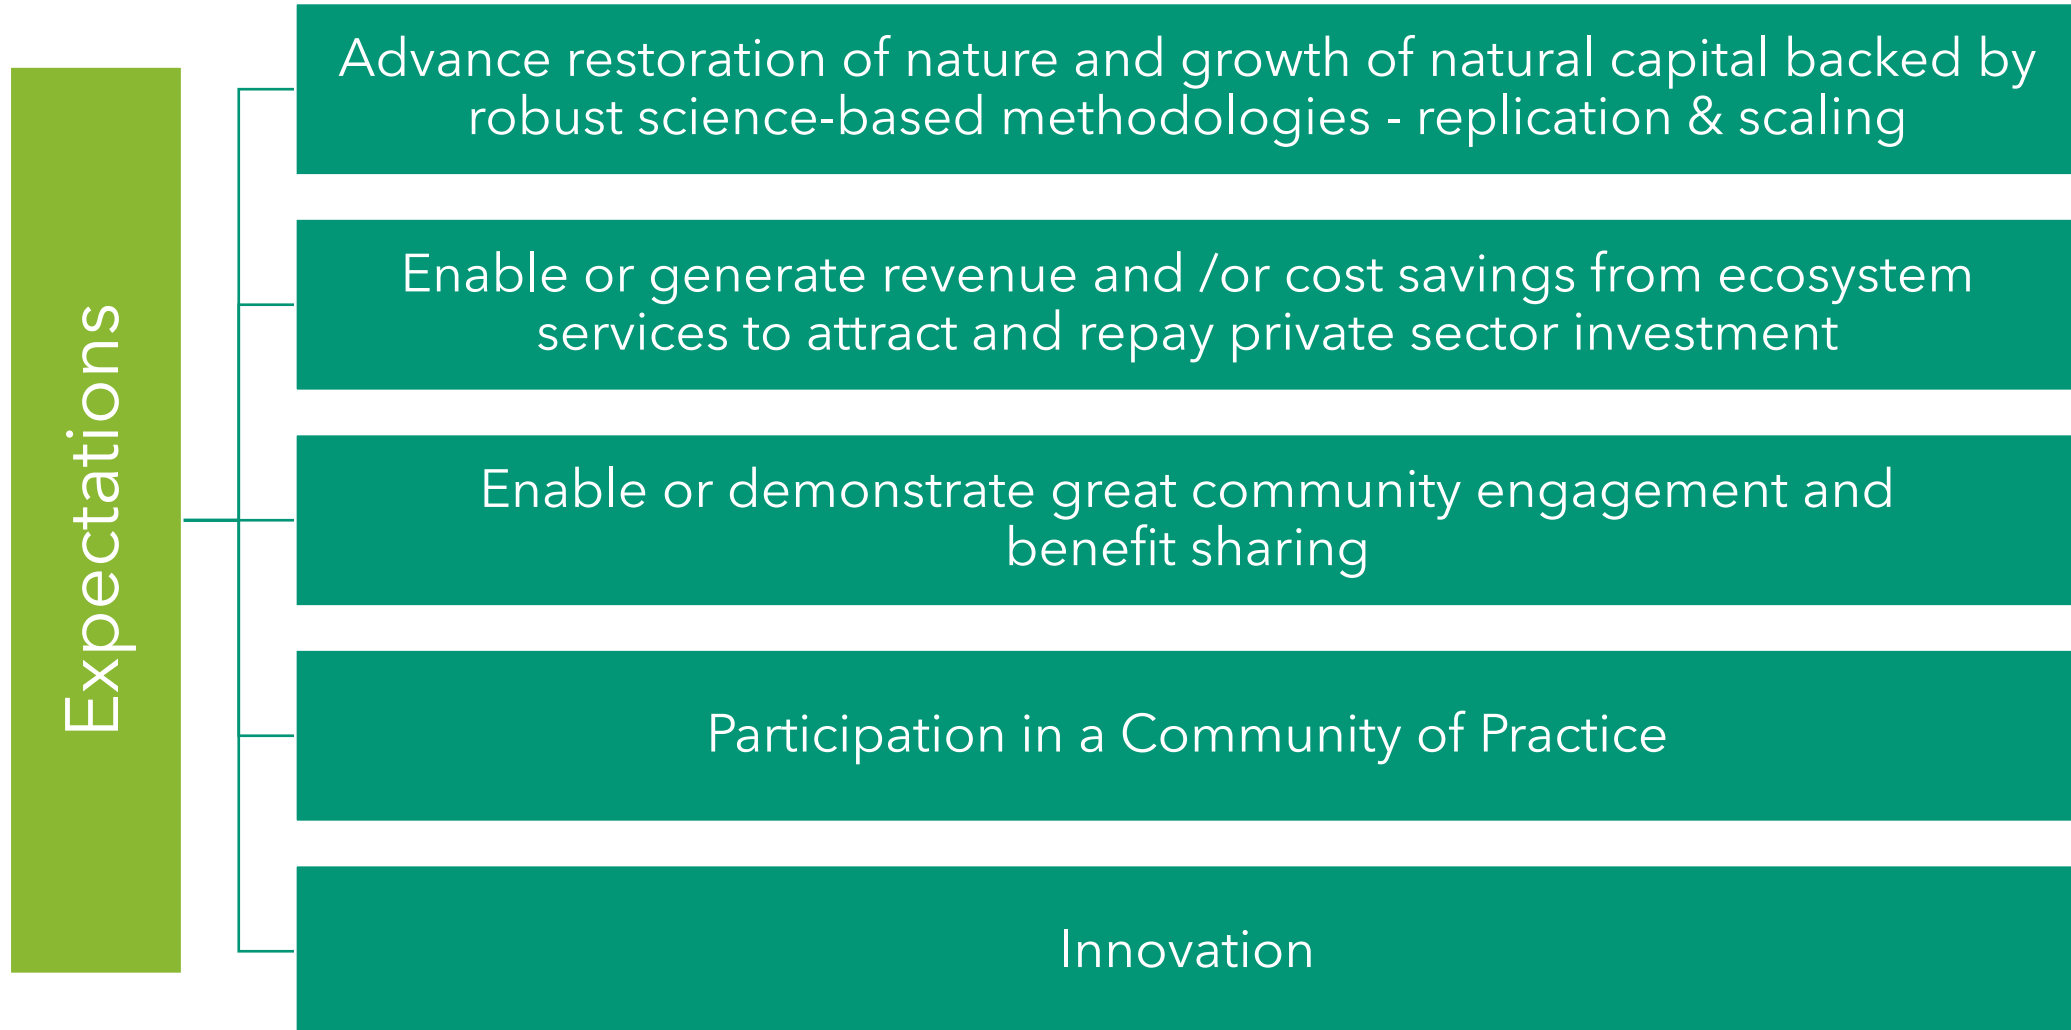 Expectations
Advance restoration of nature and growth of natural capital backed by
robust science-based methodologies - replication & scaling
Enable or generate revenue and /or cost savings from ecosystem
services to attract and repay private sector investment
Enable or demonstrate great community engagement and
benefit sharing
Participation in a Community of Practice
Innovation